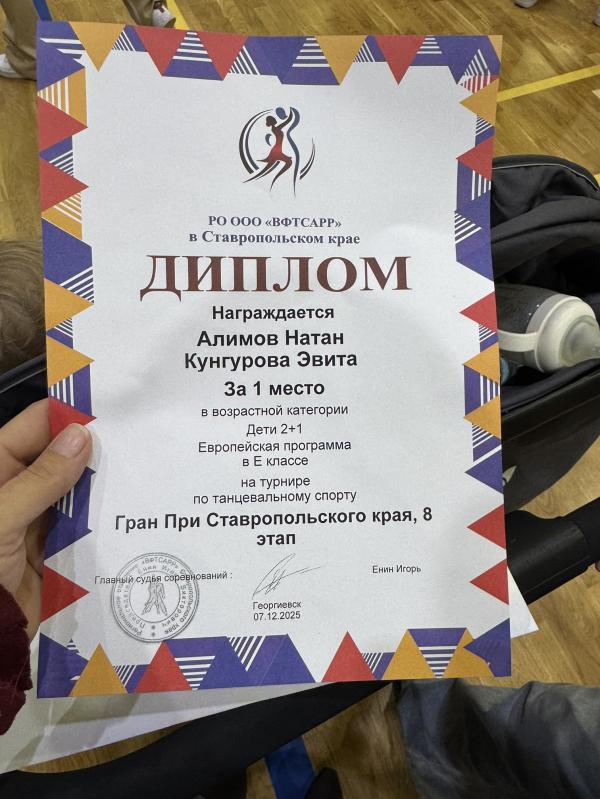 РО ООО «ВФТСАРР»
в Ставропольском крае
ДИПЛОМ
Награждается
Алимов Натан
Кунгурова Эвита
За 1 место
в возрастной категории
Дети 2+1
Европейская программа
в Е классе
на турнире
по танцевальному спорту
Гран При Ставропольского края, 8
этап
Главный судья соревнований :
Енин Игорь
Георгиевск
07.12.2025